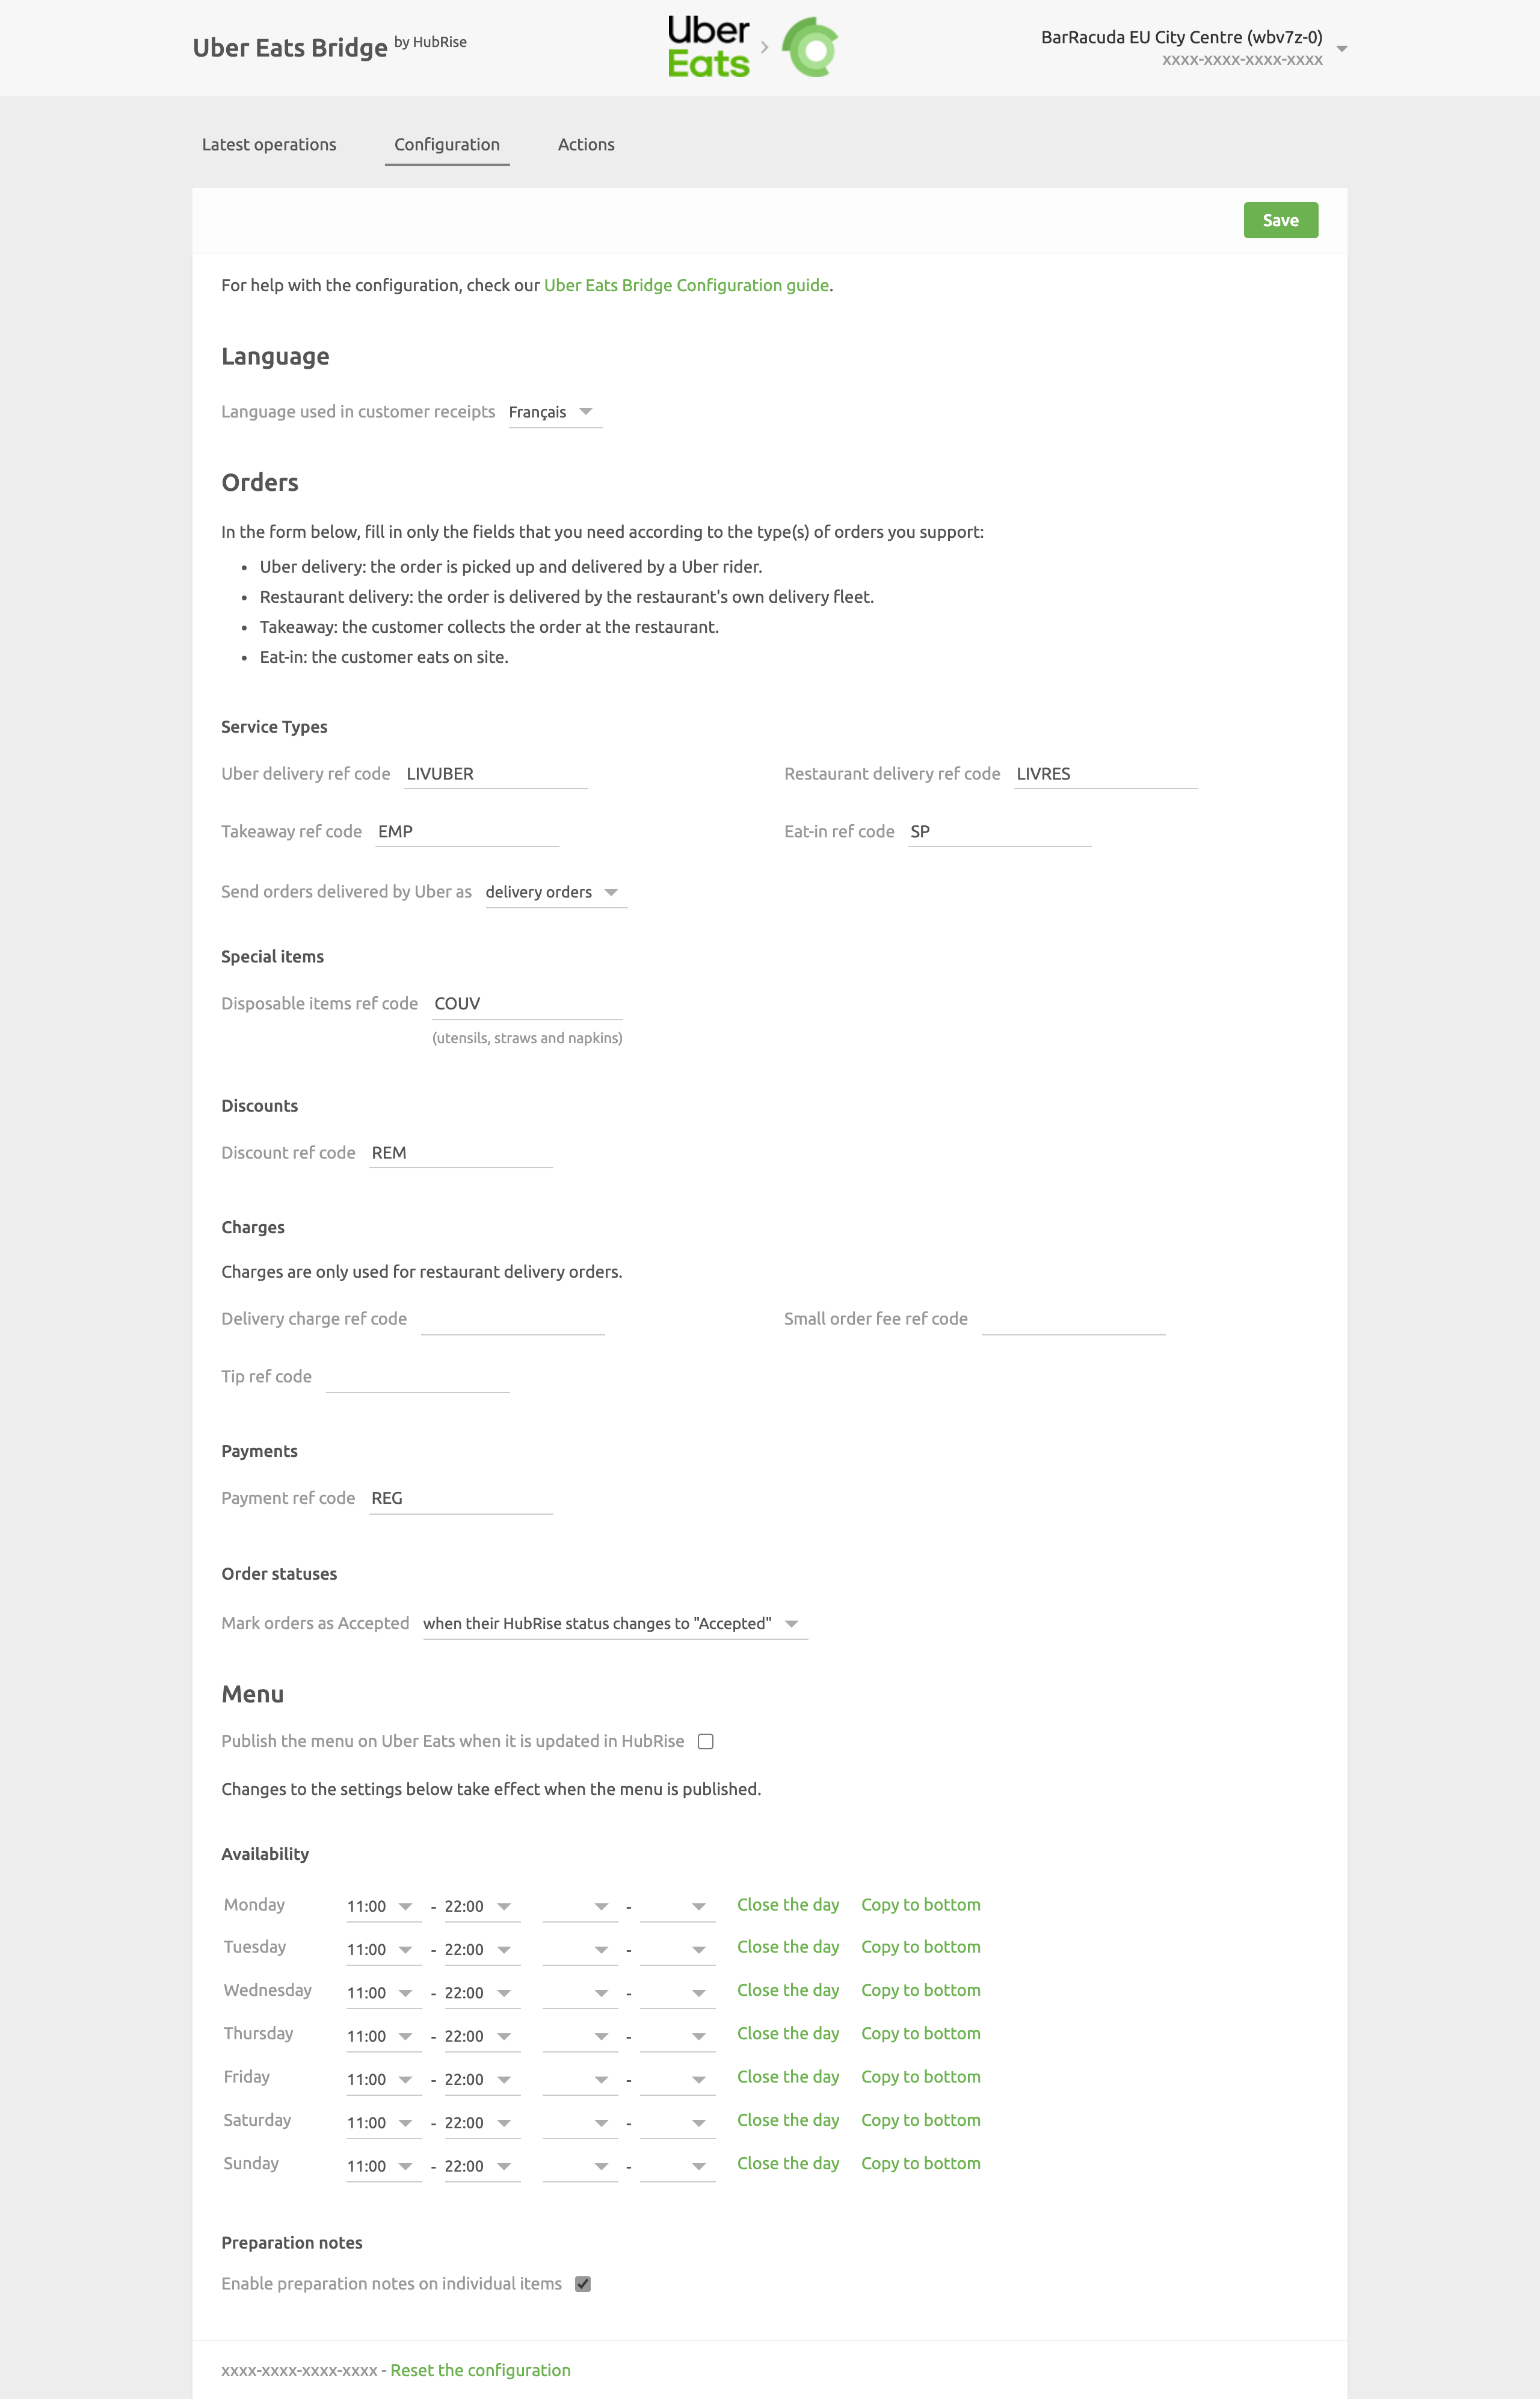 Uber Eats Bridge by HubRise
Uber
Eats
BarRacuda EU City Centre (wbv7z-0)
xxxx-xxxx-xxxx-xxxx
Latest operations Configuration Actions
Save
For help with the configuration, check our Uber Eats Bridge Configuration guide.
Language
Language used in customer receipts Français
Orders
In the form below, fill in only the fields that you need according to the type(s) of orders you support:
• Uber delivery: the order is picked up and delivered by a Uber rider.
• Restaurant delivery: the order is delivered by the restaurant's own delivery fleet.
• Takeaway: the customer collects the order at the restaurant.
• Eat-in: the customer eats on site.
Service Types
Uber delivery ref code LIVUBER Restaurant delivery ref code LIVRES
Takeaway ref code EMP Eat-in ref code SP
Send orders delivered by Uber as delivery orders
Special items
Disposable items ref code COUV
(utensils, straws and napkins)
Discounts
Discount ref code REM
Charges
Charges are only used for restaurant delivery orders.
Delivery charge ref code Small order fee ref code
Tip ref code
Payments
Payment ref code REG
Order statuses
Mark orders as Accepted when their HubRise status changes to "Accepted"
Menu
Publish the menu on Uber Eats when it is updated in HubRise
Changes to the settings below take effect when the menu is published.
Availability
Monday 11:00 - 22:00 - Close the day Copy to bottom
Tuesday 11:00 - 22:00 - Close the day Copy to bottom
Wednesday 11:00 - 22:00 - Close the day Copy to bottom
Thursday 11:00 - 22:00 - Close the day Copy to bottom
Friday 11:00 - 22:00 - Close the day Copy to bottom
Saturday 11:00 - 22:00 - Close the day Copy to bottom
Sunday 11:00 - 22:00 - Close the day Copy to bottom
Preparation notes
Enable preparation notes on individual items
xxxx-xxxx-xxxx-xxxx - Reset the configuration